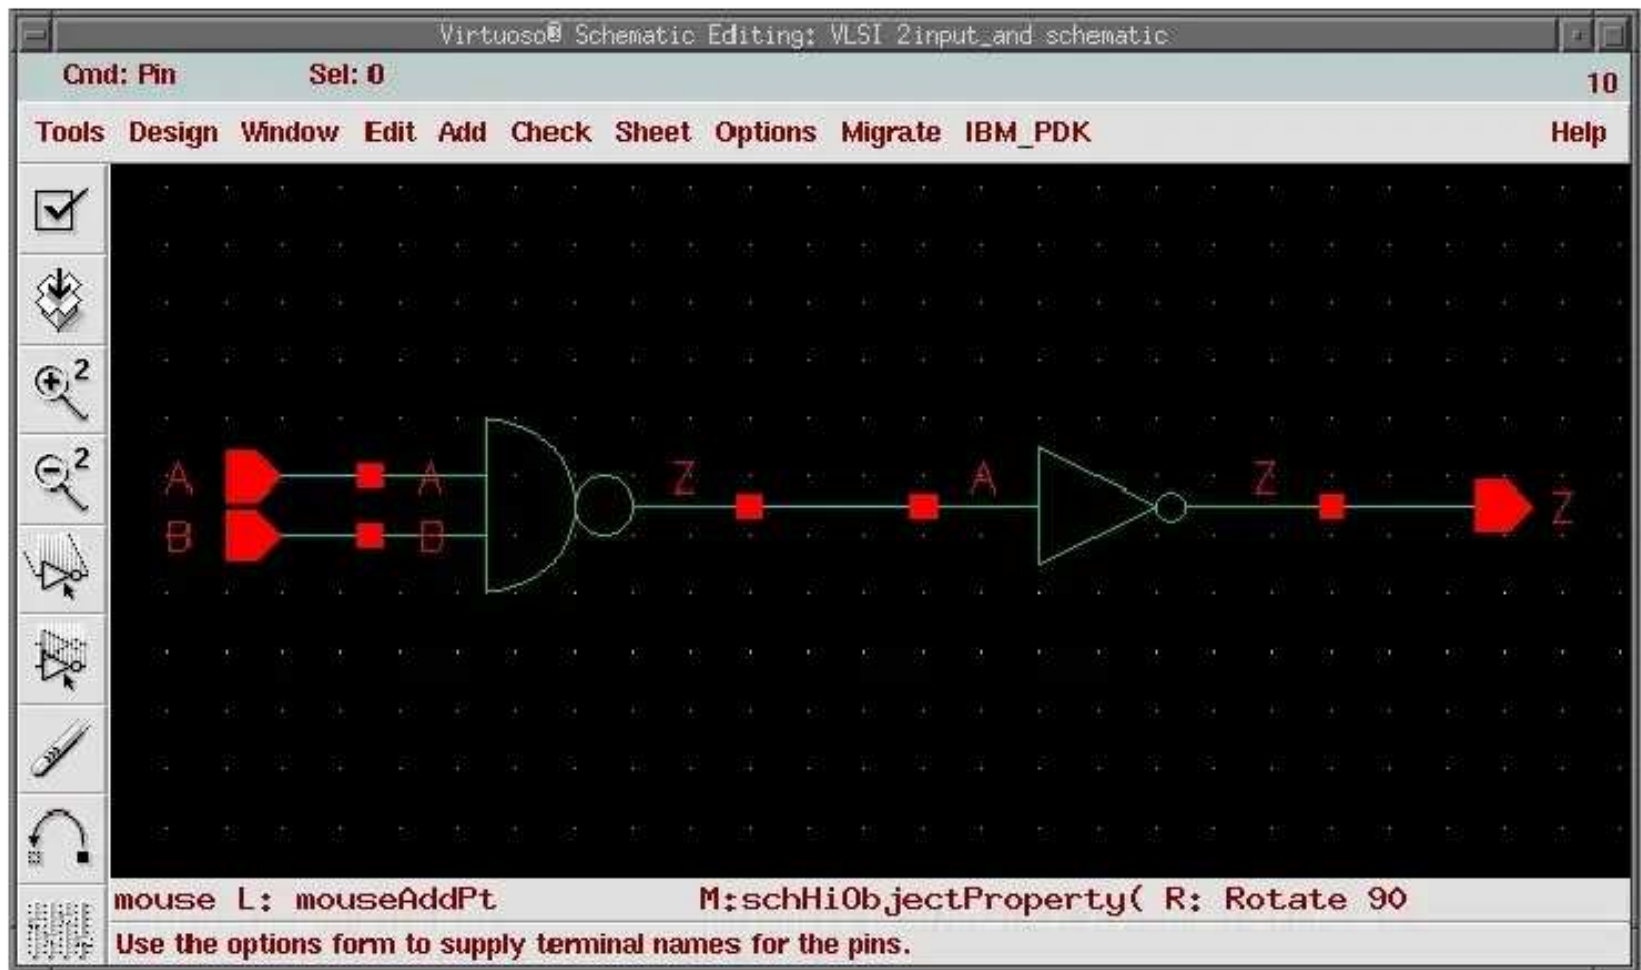 Virtuoso® Schematic Editing: VLSI 2input_and schematic
Cmd: Pin Sel: 0 10
Tools Design Window Edit Add Check Sheet Options Migrate IBM_PDK Help
2
2
A A Z A Z Z
B B
mouse L: mouseAddPt M:schHiObjectProperty( R: Rotate 90
Use the options form to supply terminal names for the pins.